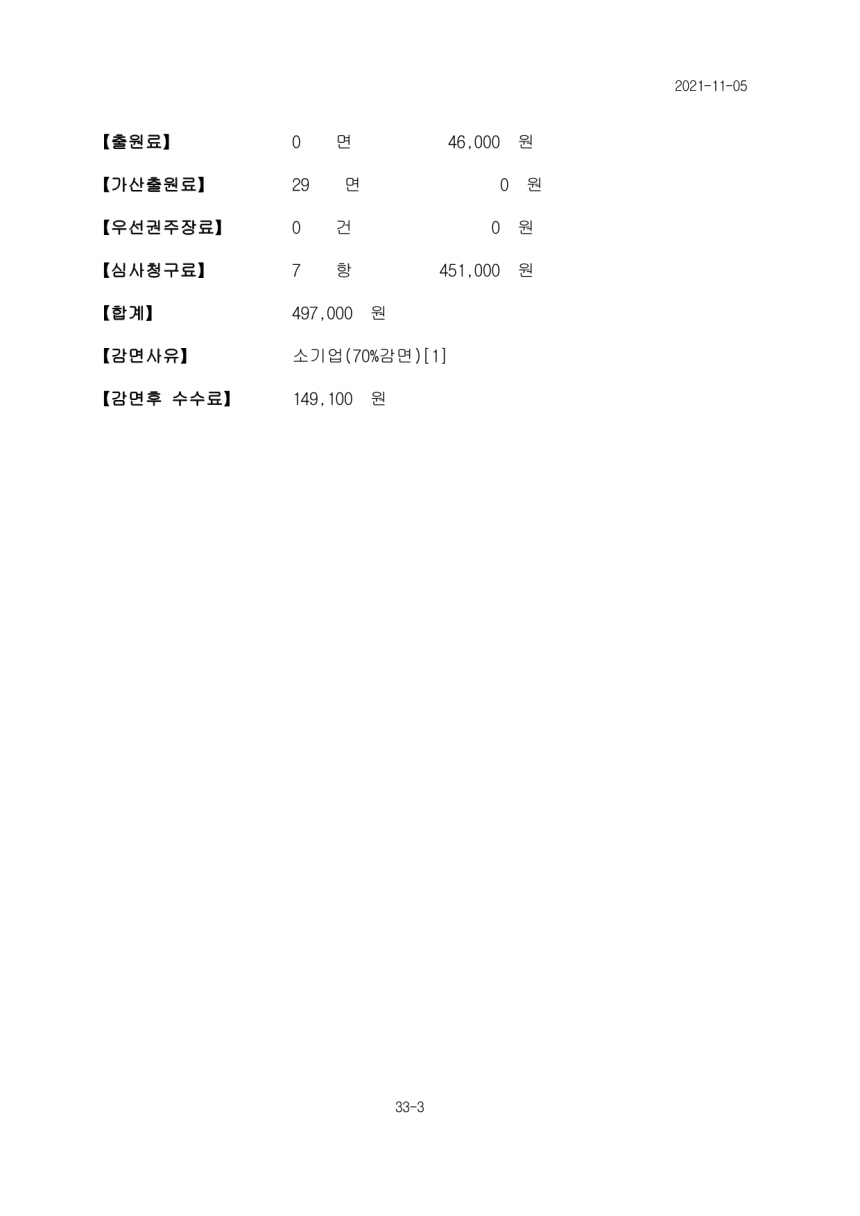 2021-11-05
【출원료】 0 면 46,000 원
【가산출원료】 29 면 0 원
【우선권주장료】 0 건 0 원
【심사청구료】 7 항 451,000 원
【합계】 497,000 원
【감면사유】 소기업(70%감면)[1]
【감면후 수수료】 149,100 원
33-3